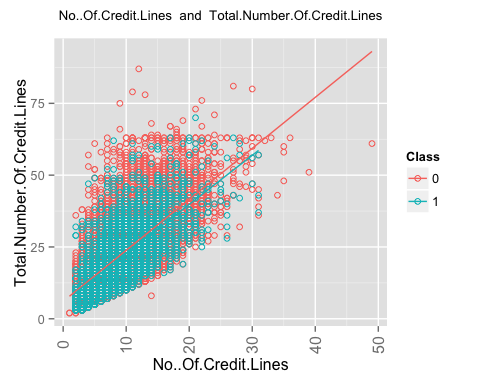 No..Of.Credit.Lines and Total.Number.Of.Credit.Lines
Total.Number.Of.Credit.Lines
75
50
25
0
0 10 20 30 40 50
No..Of.Credit.Lines
Class
0
1